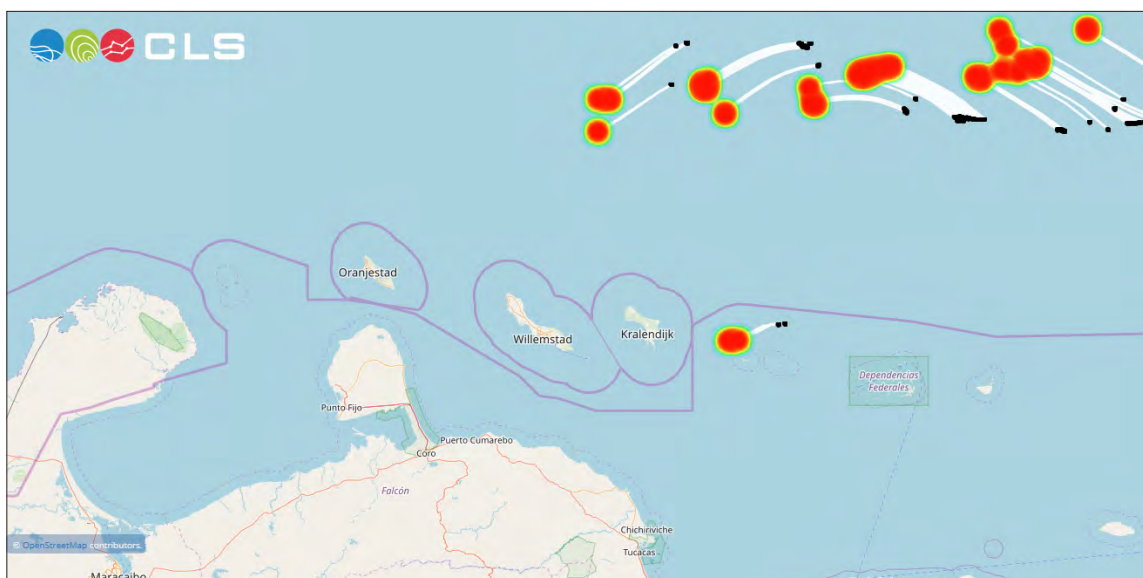 CLS
Oranjestad
Willemstad
Kralendijk
Dependencias
Federales
Punto Fijo
Puerto Cumarebo
Coro
Falcón
Chichiriviche
Tucacas
© OpenStreetMap contributors.
Maracaibo